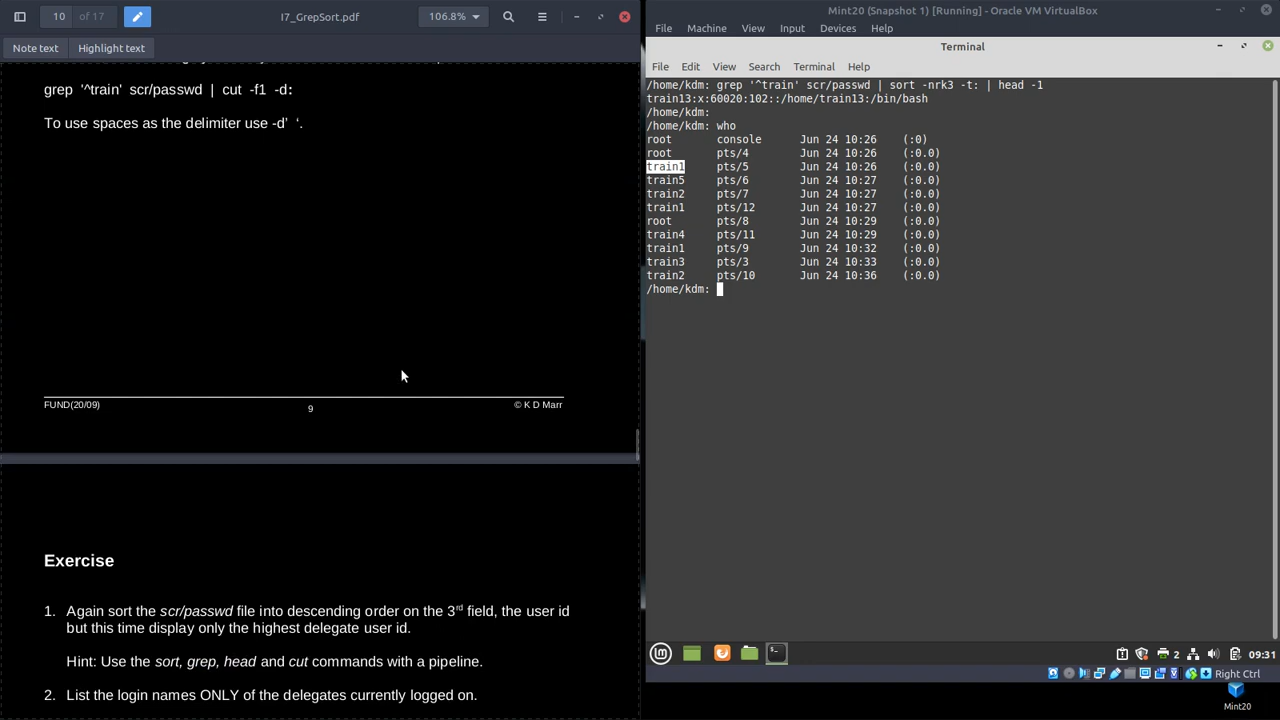 10 of 17
I7_GrepSort.pdf
106.8%
Note text Highlight text
grep '^train' scr/passwd | cut -f1 -d:
To use spaces as the delimiter use -d' '.
FUND(20/09) 9 © K D Marr
Exercise
1. Again sort the scr/passwd file into descending order on the 3rd field, the user id
but this time display only the highest delegate user id.
Hint: Use the sort, grep, head and cut commands with a pipeline.
2. List the login names ONLY of the delegates currently logged on.
Mint20 (Snapshot 1) [Running] - Oracle VM VirtualBox
File Machine View Input Devices Help
Terminal
File Edit View Search Terminal Help
/home/kdm: grep '^train' scr/passwd | sort -nrk3 -t: | head -1
train13:x:60020:102::/home/train13:/bin/bash
/home/kdm:
/home/kdm: who
root console Jun 24 10:26 (:0)
root pts/4 Jun 24 10:26 (:0.0)
train1 pts/5 Jun 24 10:26 (:0.0)
train5 pts/6 Jun 24 10:27 (:0.0)
train2 pts/7 Jun 24 10:27 (:0.0)
train1 pts/12 Jun 24 10:27 (:0.0)
root pts/8 Jun 24 10:29 (:0.0)
train4 pts/11 Jun 24 10:29 (:0.0)
train1 pts/9 Jun 24 10:32 (:0.0)
train3 pts/3 Jun 24 10:33 (:0.0)
train2 pts/10 Jun 24 10:36 (:0.0)
/home/kdm:
2 09:31
Right Ctrl
Mint20